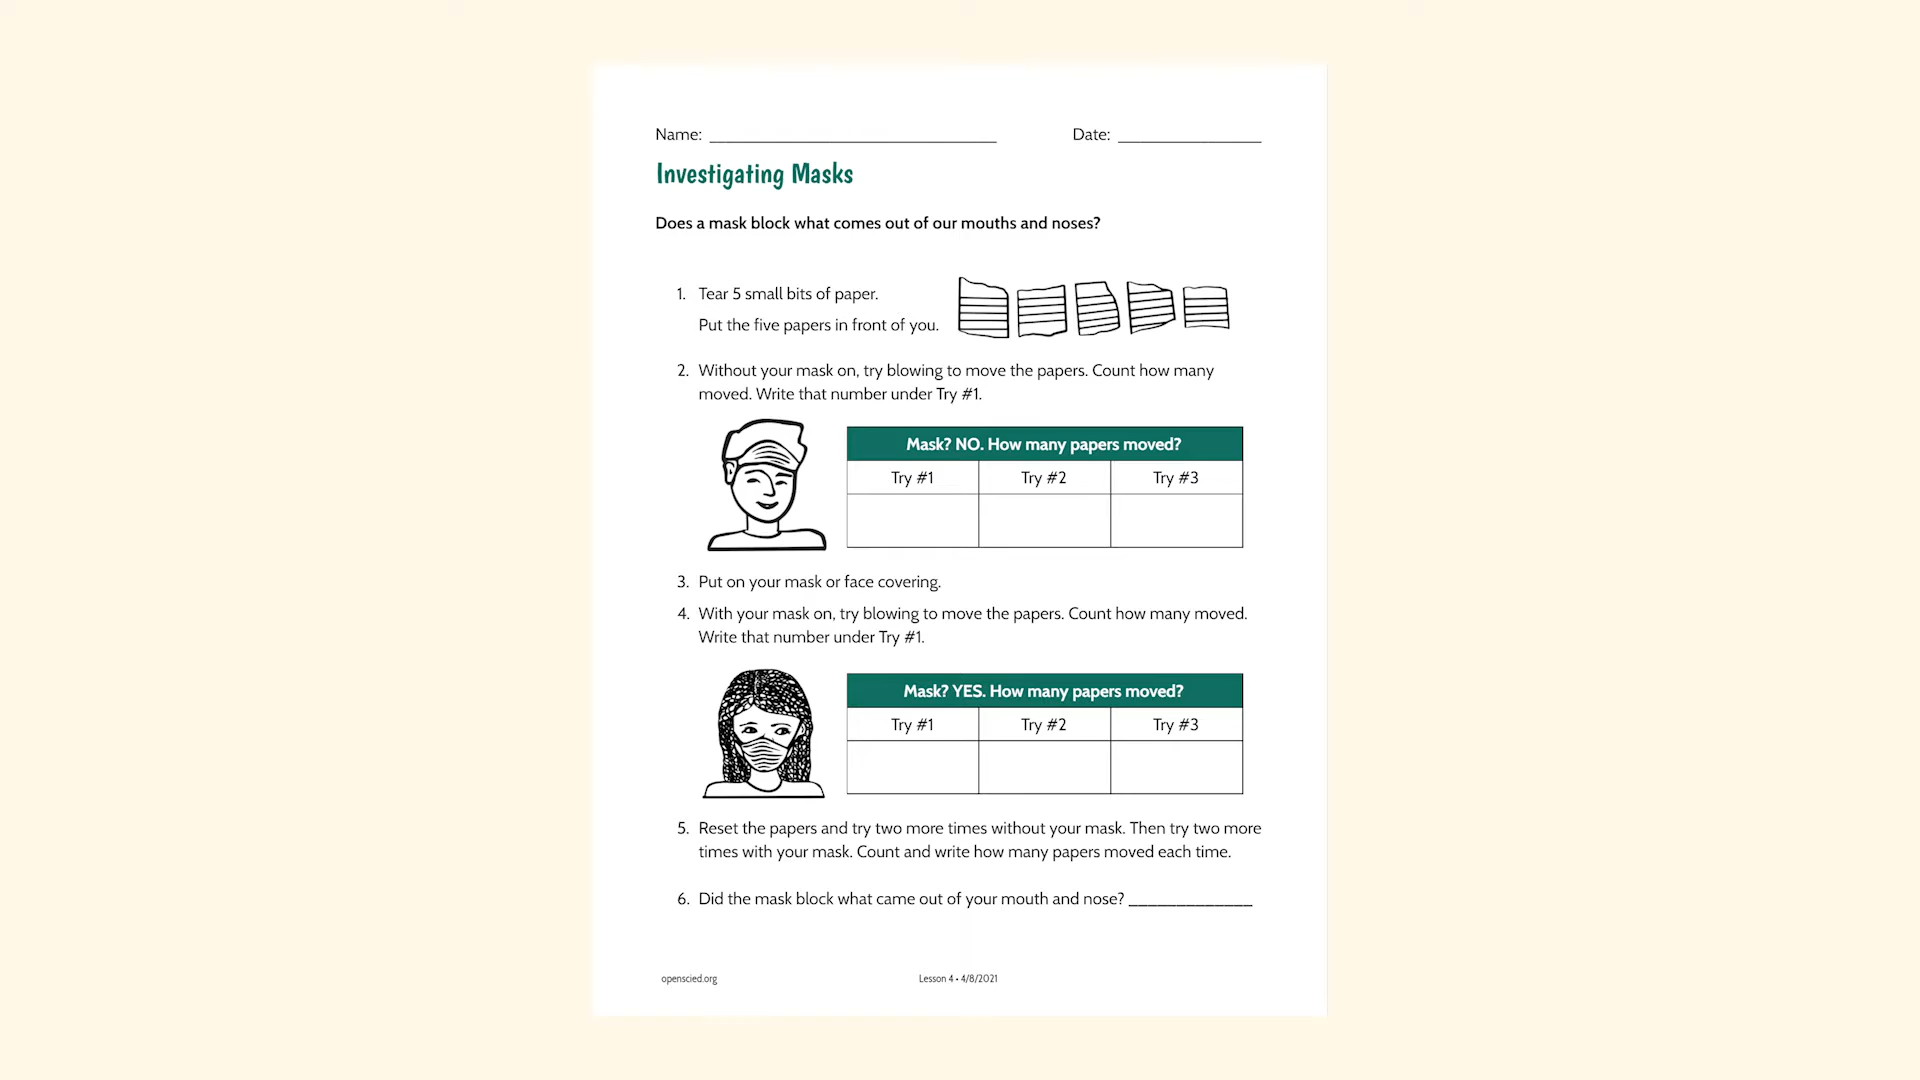 Name: ______________________________ Date: _______________
Investigating Masks
Does a mask block what comes out of our mouths and noses?
1. Tear 5 small bits of paper.
Put the five papers in front of you.
2. Without your mask on, try blowing to move the papers. Count how many
moved. Write that number under Try #1.
Mask? NO. How many papers moved?
Try #1 Try #2 Try #3
3. Put on your mask or face covering.
4. With your mask on, try blowing to move the papers. Count how many moved.
Write that number under Try #1.
Mask? YES. How many papers moved?
Try #1 Try #2 Try #3
5. Reset the papers and try two more times without your mask. Then try two more
times with your mask. Count and write how many papers moved each time.
6. Did the mask block what came out of your mouth and nose? _____________
openscied.org Lesson 4 • 4/8/2021